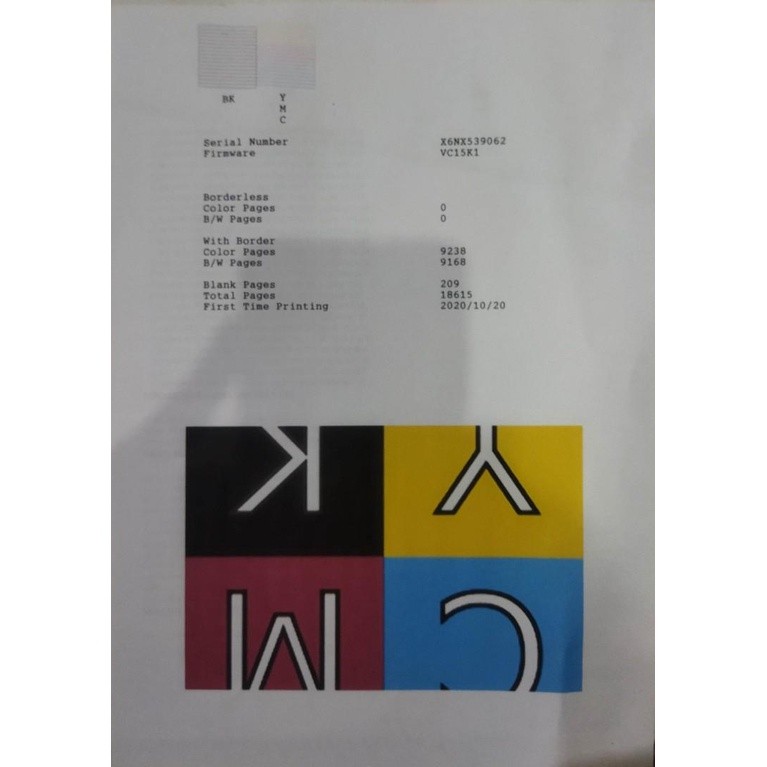 BK
Y
M
C
Serial Number X6NX539062
Firmware VC15K1
Borderless
Color Pages 0
B/W Pages 0
With Border
Color Pages 9238
B/W Pages 9168
Blank Pages 209
Total Pages 18615
First Time Printing 2020/10/20
K Y
M C